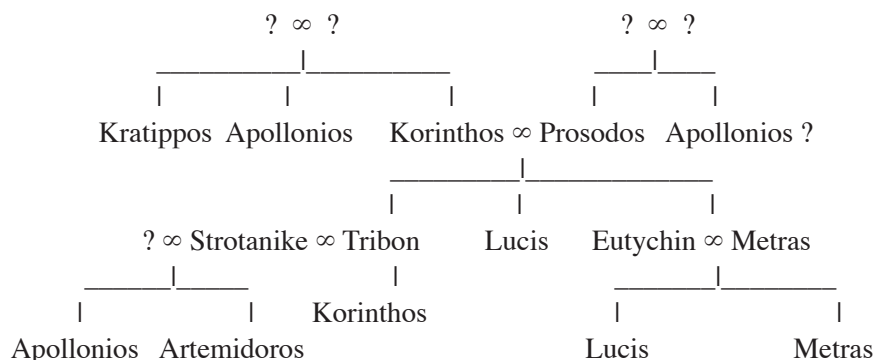 ? ∞ ? ? ∞ ?
Kratippos Apollonios Korinthos ∞ Prosodos Apollonios ?
? ∞ Strotanike ∞ Tribon Lucis Eutychin ∞ Metras
Korinthos
Apollonios Artemidoros Lucis Metras